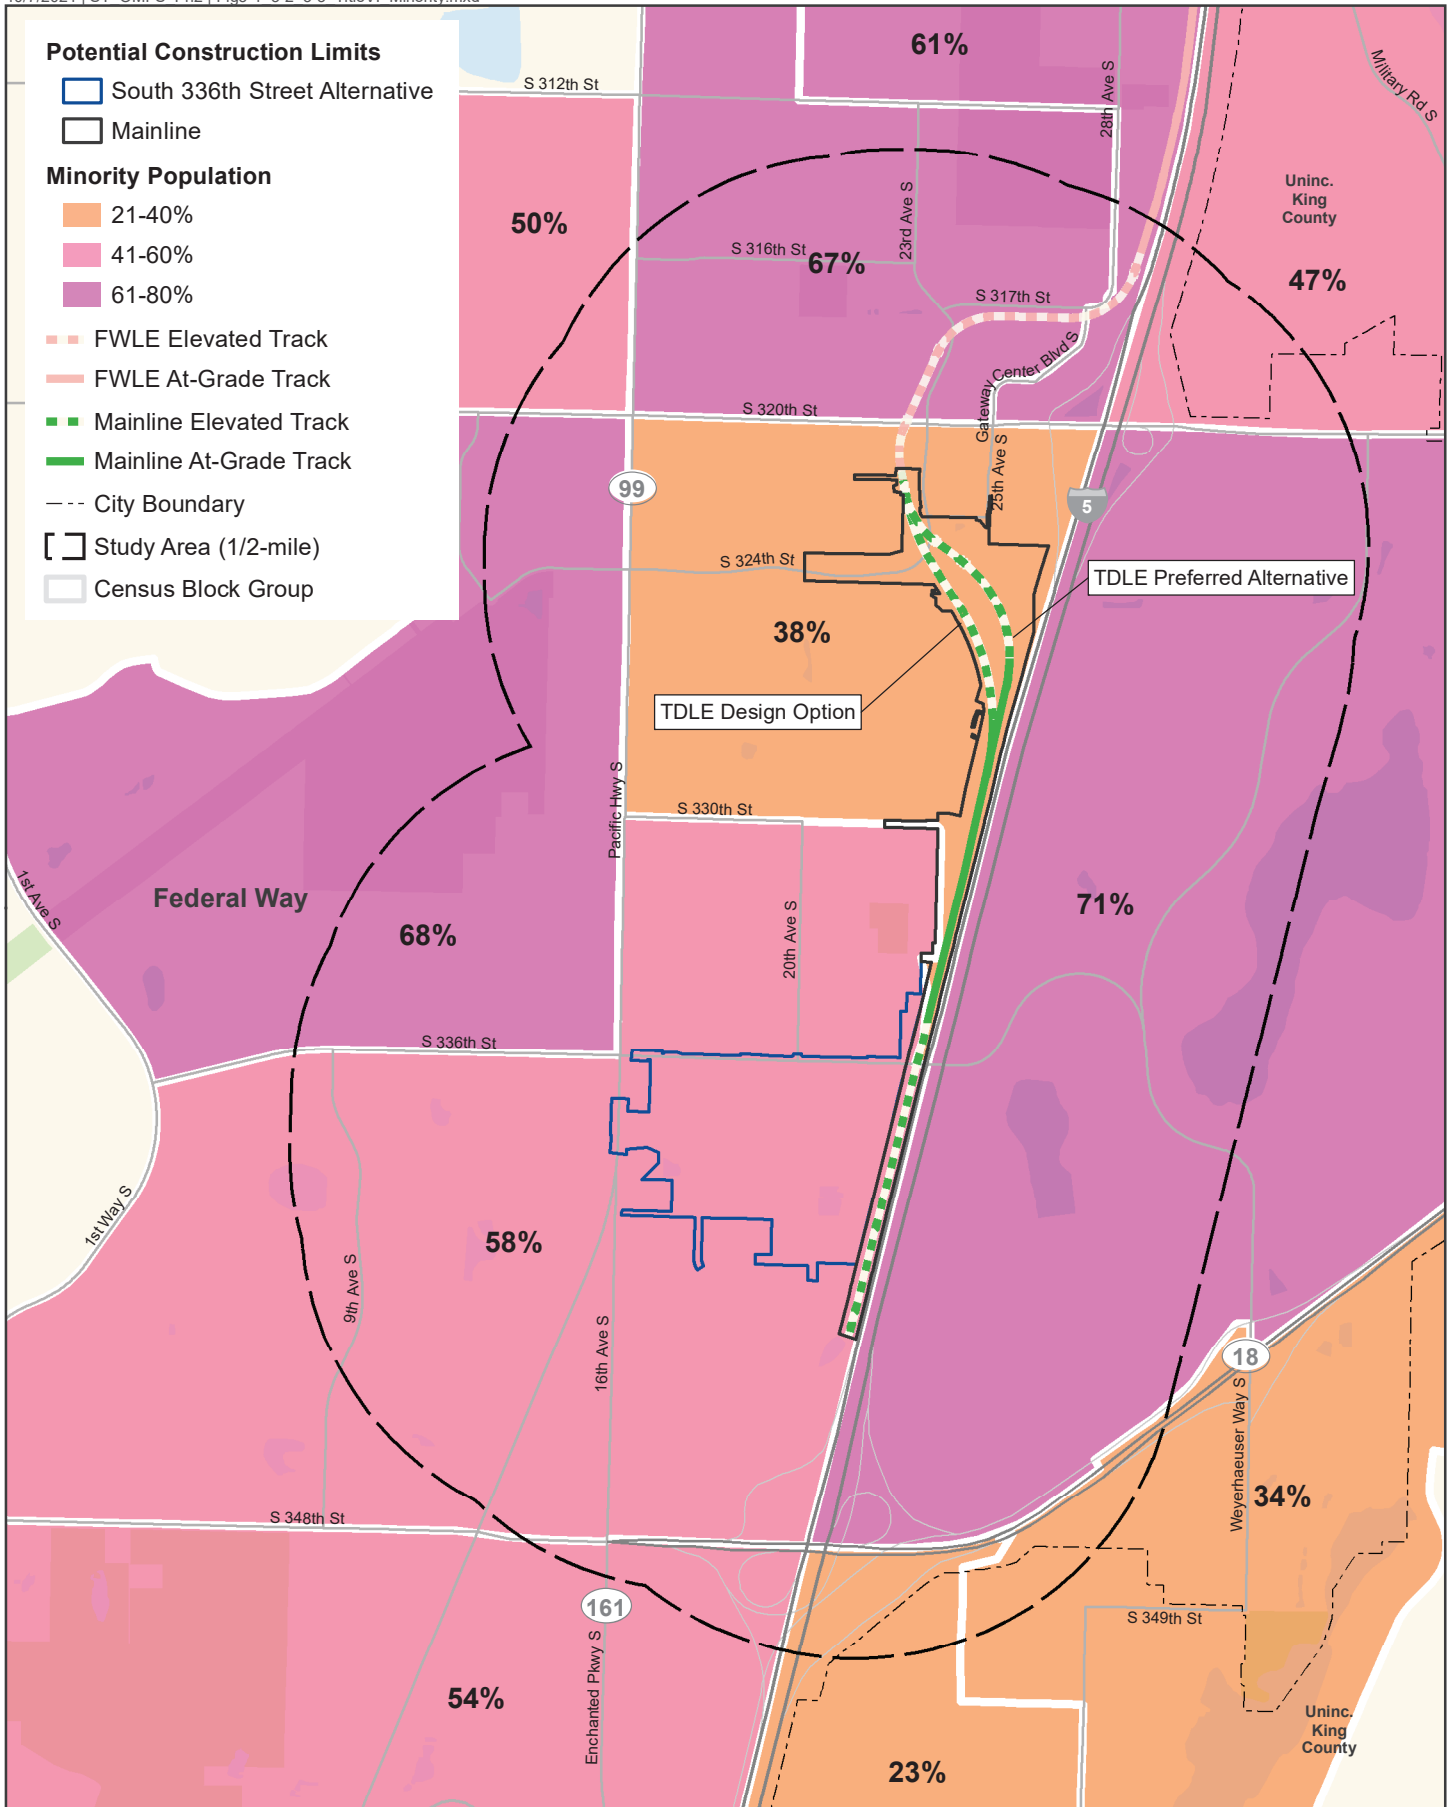 Potential Construction Limits
South 336th Street Alternative
Mainline
Minority Population
21-40%
41-60%
61-80%
FWLE Elevated Track
FWLE At-Grade Track
Mainline Elevated Track
Mainline At-Grade Track
City Boundary
Study Area (1/2-mile)
Census Block Group
61%
S 312th St
28th Ave S
Military Rd S
Uninc.
King
County
50%
23rd Ave S
S 316th St
67%
47%
S 317th St
Gateway Center Blvd S
S 320th St
25th Ave S
99
5
S 324th St
TDLE Preferred Alternative
38%
TDLE Design Option
Pacific Hwy S
S 330th St
1st Ave S
Federal Way
68%
20th Ave S
71%
S 336th St
1st Way S
58%
9th Ave S
16th Ave S
18
Weyerhaeuser Way S
34%
S 348th St
161
S 349th St
Enchanted Pkwy S
54%
Uninc.
King
County
23%